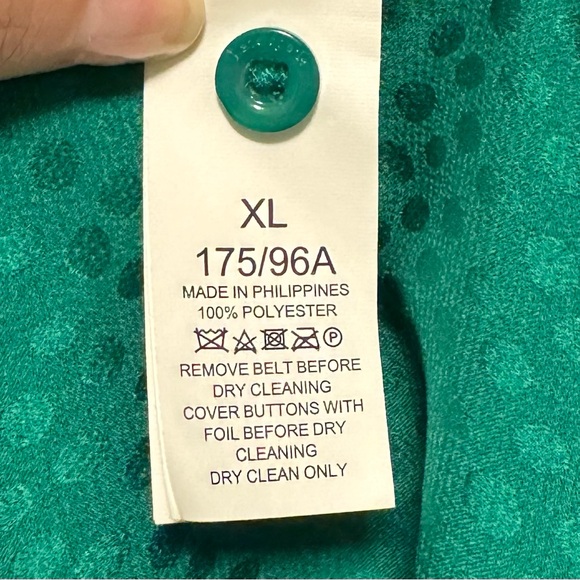 XL
175/96A
MADE IN PHILIPPINES
100% POLYESTER
P
REMOVE BELT BEFORE
DRY CLEANING
COVER BUTTONS WITH
FOIL BEFORE DRY
CLEANING
DRY CLEAN ONLY